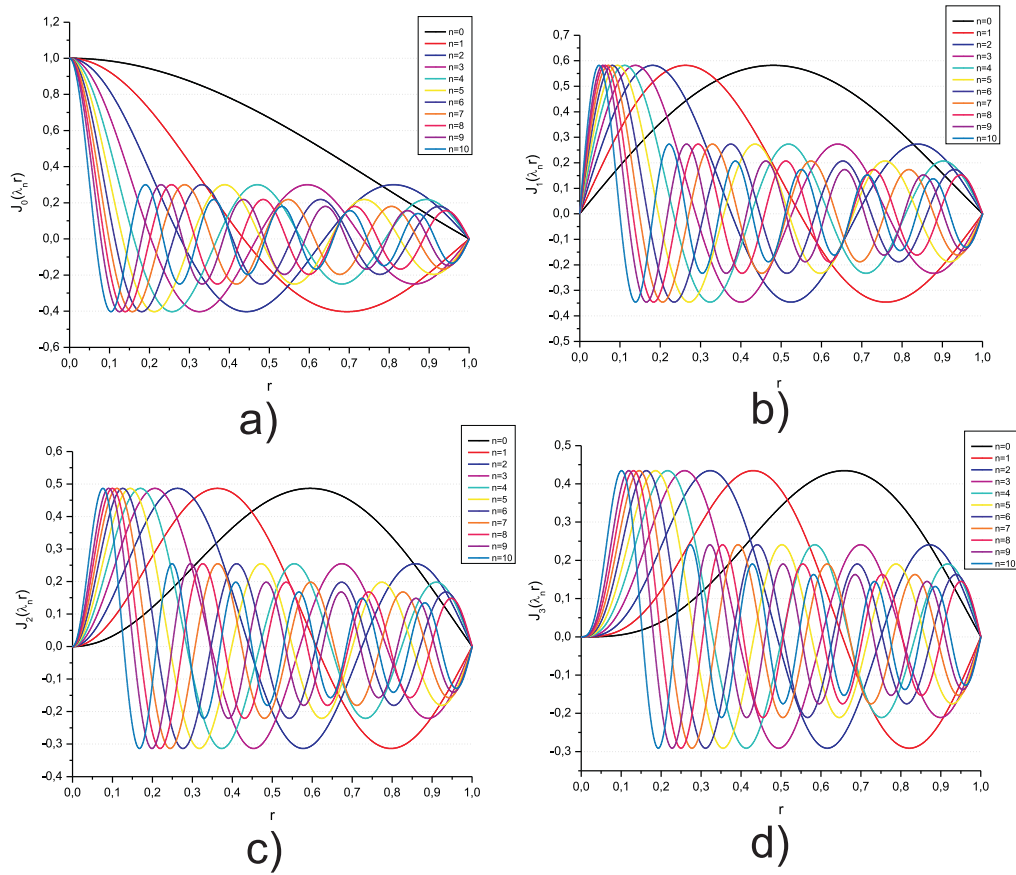 1,2
1,0
0,8
0,6
0,4
0,2
0,0
-0,2
-0,4
-0,6
J₀(λₙr)
n=0
n=1
n=2
n=3
n=4
n=5
n=6
n=7
n=8
n=9
n=10
0,0 0,1 0,2 0,3 0,4 0,5 0,6 0,7 0,8 0,9 1,0
r
a)
0,8
0,7
0,6
0,5
0,4
0,3
0,2
0,1
0,0
-0,1
-0,2
-0,3
-0,4
-0,5
J₁(λₙr)
n=0
n=1
n=2
n=3
n=4
n=5
n=6
n=7
n=8
n=9
n=10
0,0 0,1 0,2 0,3 0,4 0,5 0,6 0,7 0,8 0,9 1,0
r
b)
0,6
0,5
0,4
0,3
0,2
0,1
0,0
-0,1
-0,2
-0,3
-0,4
J₂(λₙr)
n=0
n=1
n=2
n=3
n=4
n=5
n=6
n=7
n=8
n=9
n=10
0,0 0,1 0,2 0,3 0,4 0,5 0,6 0,7 0,8 0,9 1,0
r
c)
0,5
0,4
0,3
0,2
0,1
0,0
-0,1
-0,2
-0,3
J₃(λₙr)
n=0
n=1
n=2
n=3
n=4
n=5
n=6
n=7
n=8
n=9
n=10
0,0 0,1 0,2 0,3 0,4 0,5 0,6 0,7 0,8 0,9 1,0
r
d)